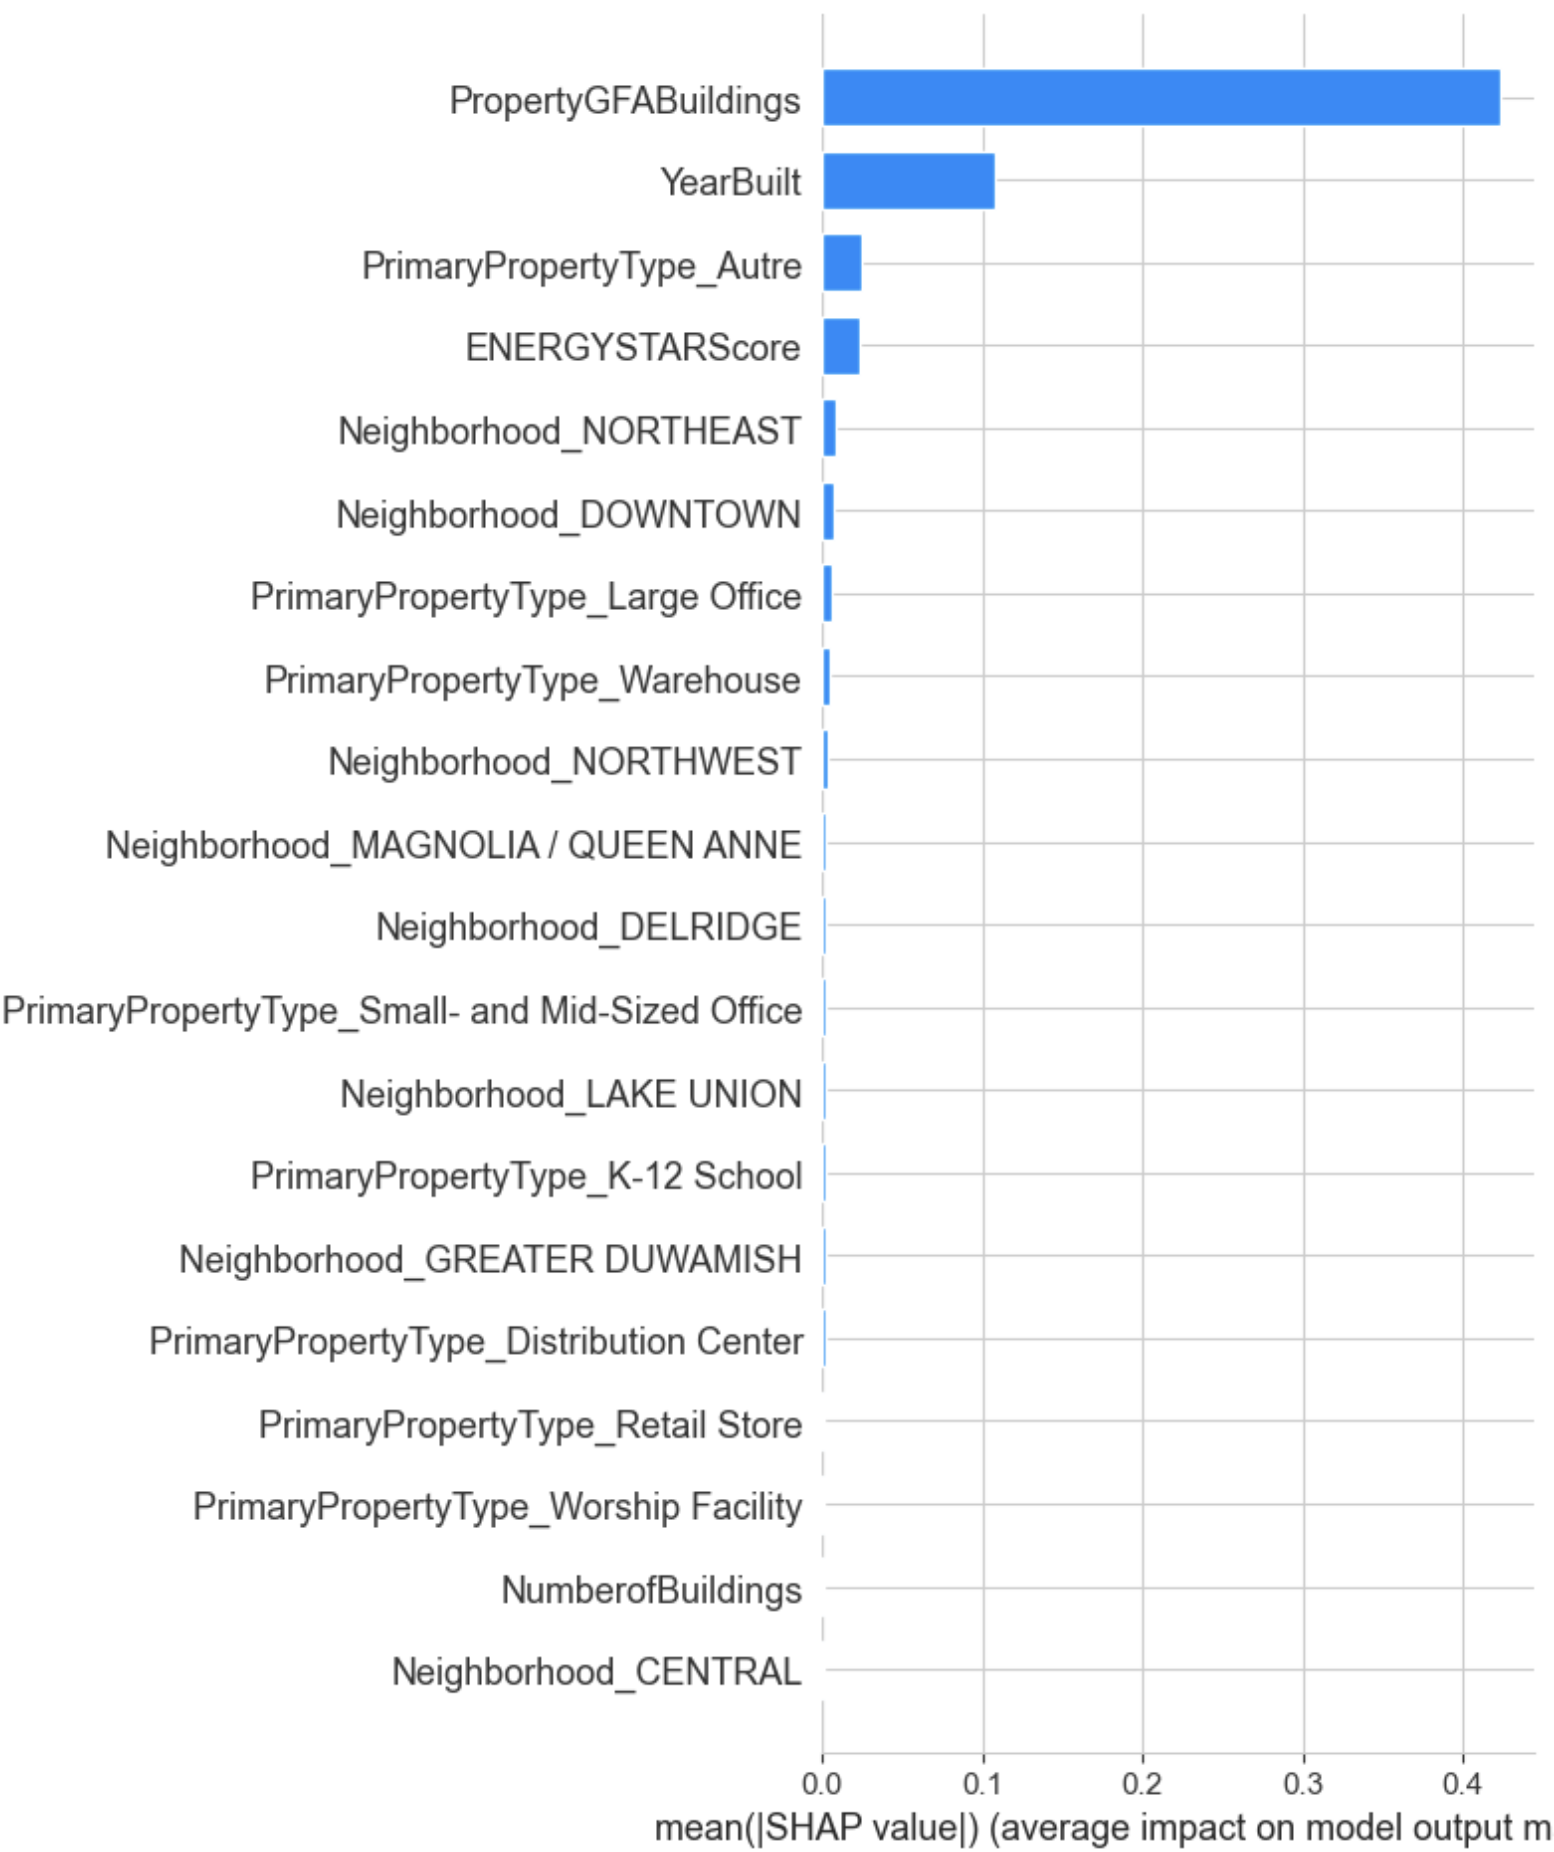 PropertyGFABuildings
YearBuilt
PrimaryPropertyType_Autre
ENERGYSTARScore
Neighborhood_NORTHEAST
Neighborhood_DOWNTOWN
PrimaryPropertyType_Large Office
PrimaryPropertyType_Warehouse
Neighborhood_NORTHWEST
Neighborhood_MAGNOLIA / QUEEN ANNE
Neighborhood_DELRIDGE
PrimaryPropertyType_Small- and Mid-Sized Office
Neighborhood_LAKE UNION
PrimaryPropertyType_K-12 School
Neighborhood_GREATER DUWAMISH
PrimaryPropertyType_Distribution Center
PrimaryPropertyType_Retail Store
PrimaryPropertyType_Worship Facility
NumberofBuildings
Neighborhood_CENTRAL
0.0 0.1 0.2 0.3 0.4
mean(|SHAP value|) (average impact on model output m